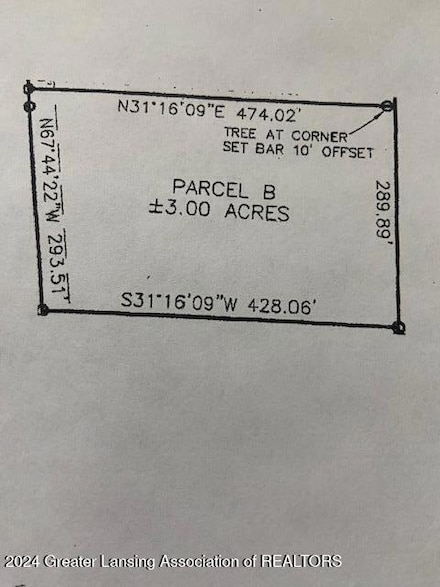 N31°16'09"E 474.02'
TREE AT CORNER
SET BAR 10' OFFSET
N67°44'22"W 293.51'
PARCEL B
±3.00 ACRES
289.89'
S31°16'09"W 428.06'
2024 Greater Lansing Association of REALTORS